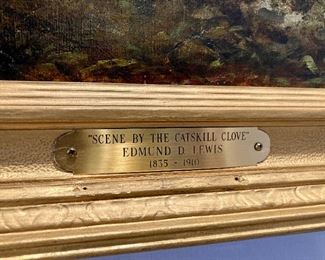 "SCENE BY THE CATSKILL CLOVE"
EDMUND D. LEWIS
1835 - 1910